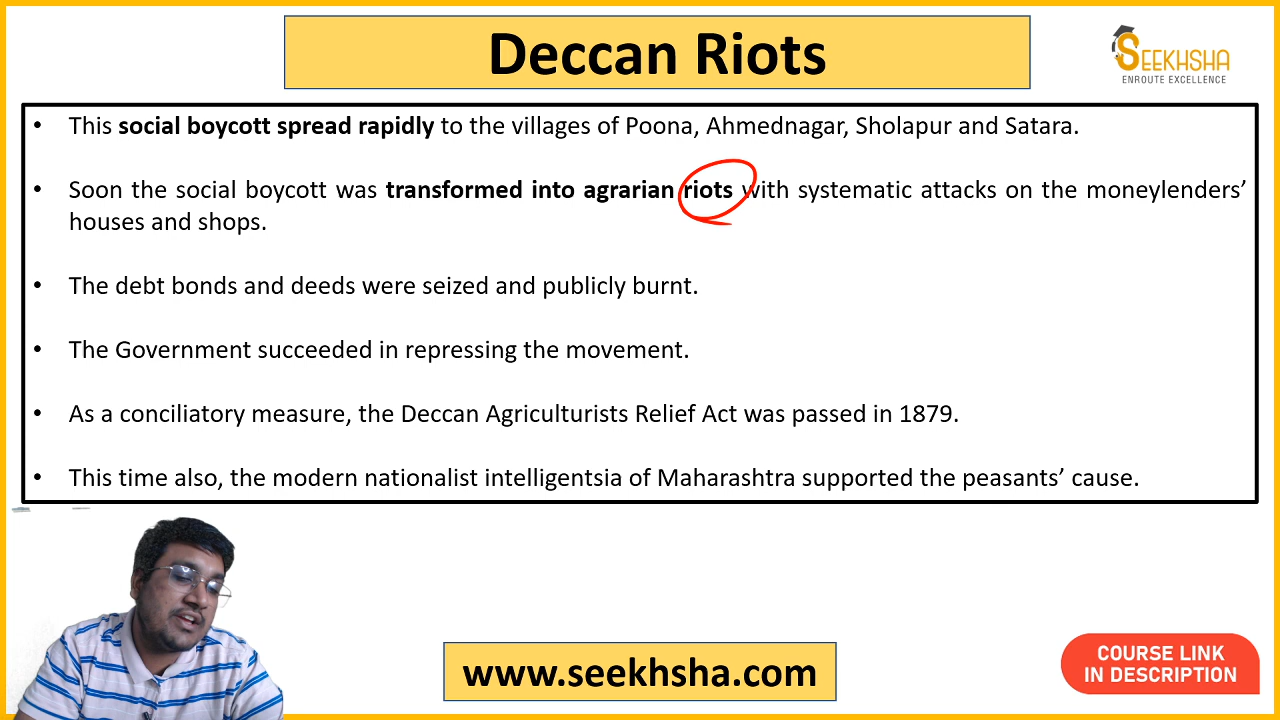 Deccan Riots
SEEKHSHA
ENROUTE EXCELLENCE
• This social boycott spread rapidly to the villages of Poona, Ahmednagar, Sholapur and Satara.
• Soon the social boycott was transformed into agrarian riots with systematic attacks on the moneylenders’
houses and shops.
• The debt bonds and deeds were seized and publicly burnt.
• The Government succeeded in repressing the movement.
• As a conciliatory measure, the Deccan Agriculturists Relief Act was passed in 1879.
• This time also, the modern nationalist intelligentsia of Maharashtra supported the peasants’ cause.
www.seekhsha.com
COURSE LINK
IN DESCRIPTION